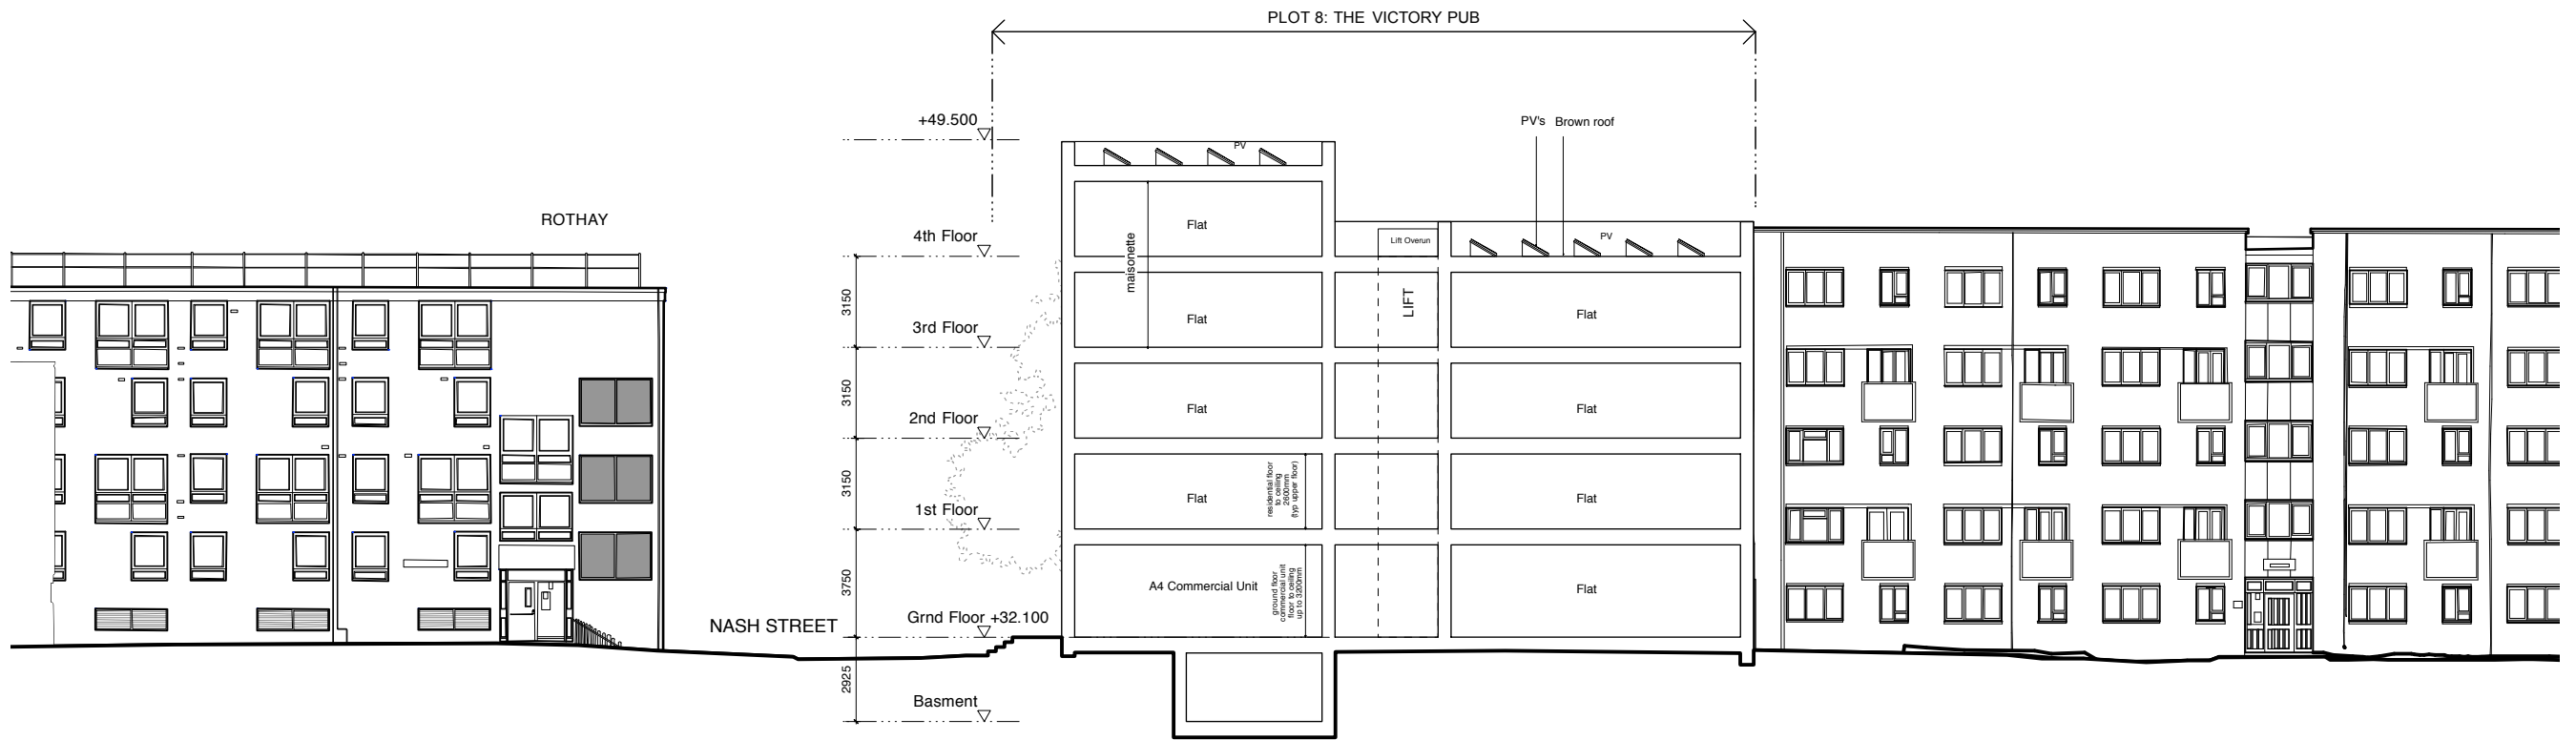 PLOT 8: THE VICTORY PUB
+49.500
PV's
Brown roof
PV
ROTHAY
Flat
4th Floor
Lift Overun
PV
maisonette
3150
LIFT
Flat
Flat
3rd Floor
3150
Flat
Flat
2nd Floor
3150
Flat
residential floor
to ceiling
2600mm
(typ upper floor)
Flat
1st Floor
3750
A4 Commercial Unit
ground floor
commercial unit
floor to ceiling
up to 3200mm
Flat
Grnd Floor +32.100
NASH STREET
2925
Basment